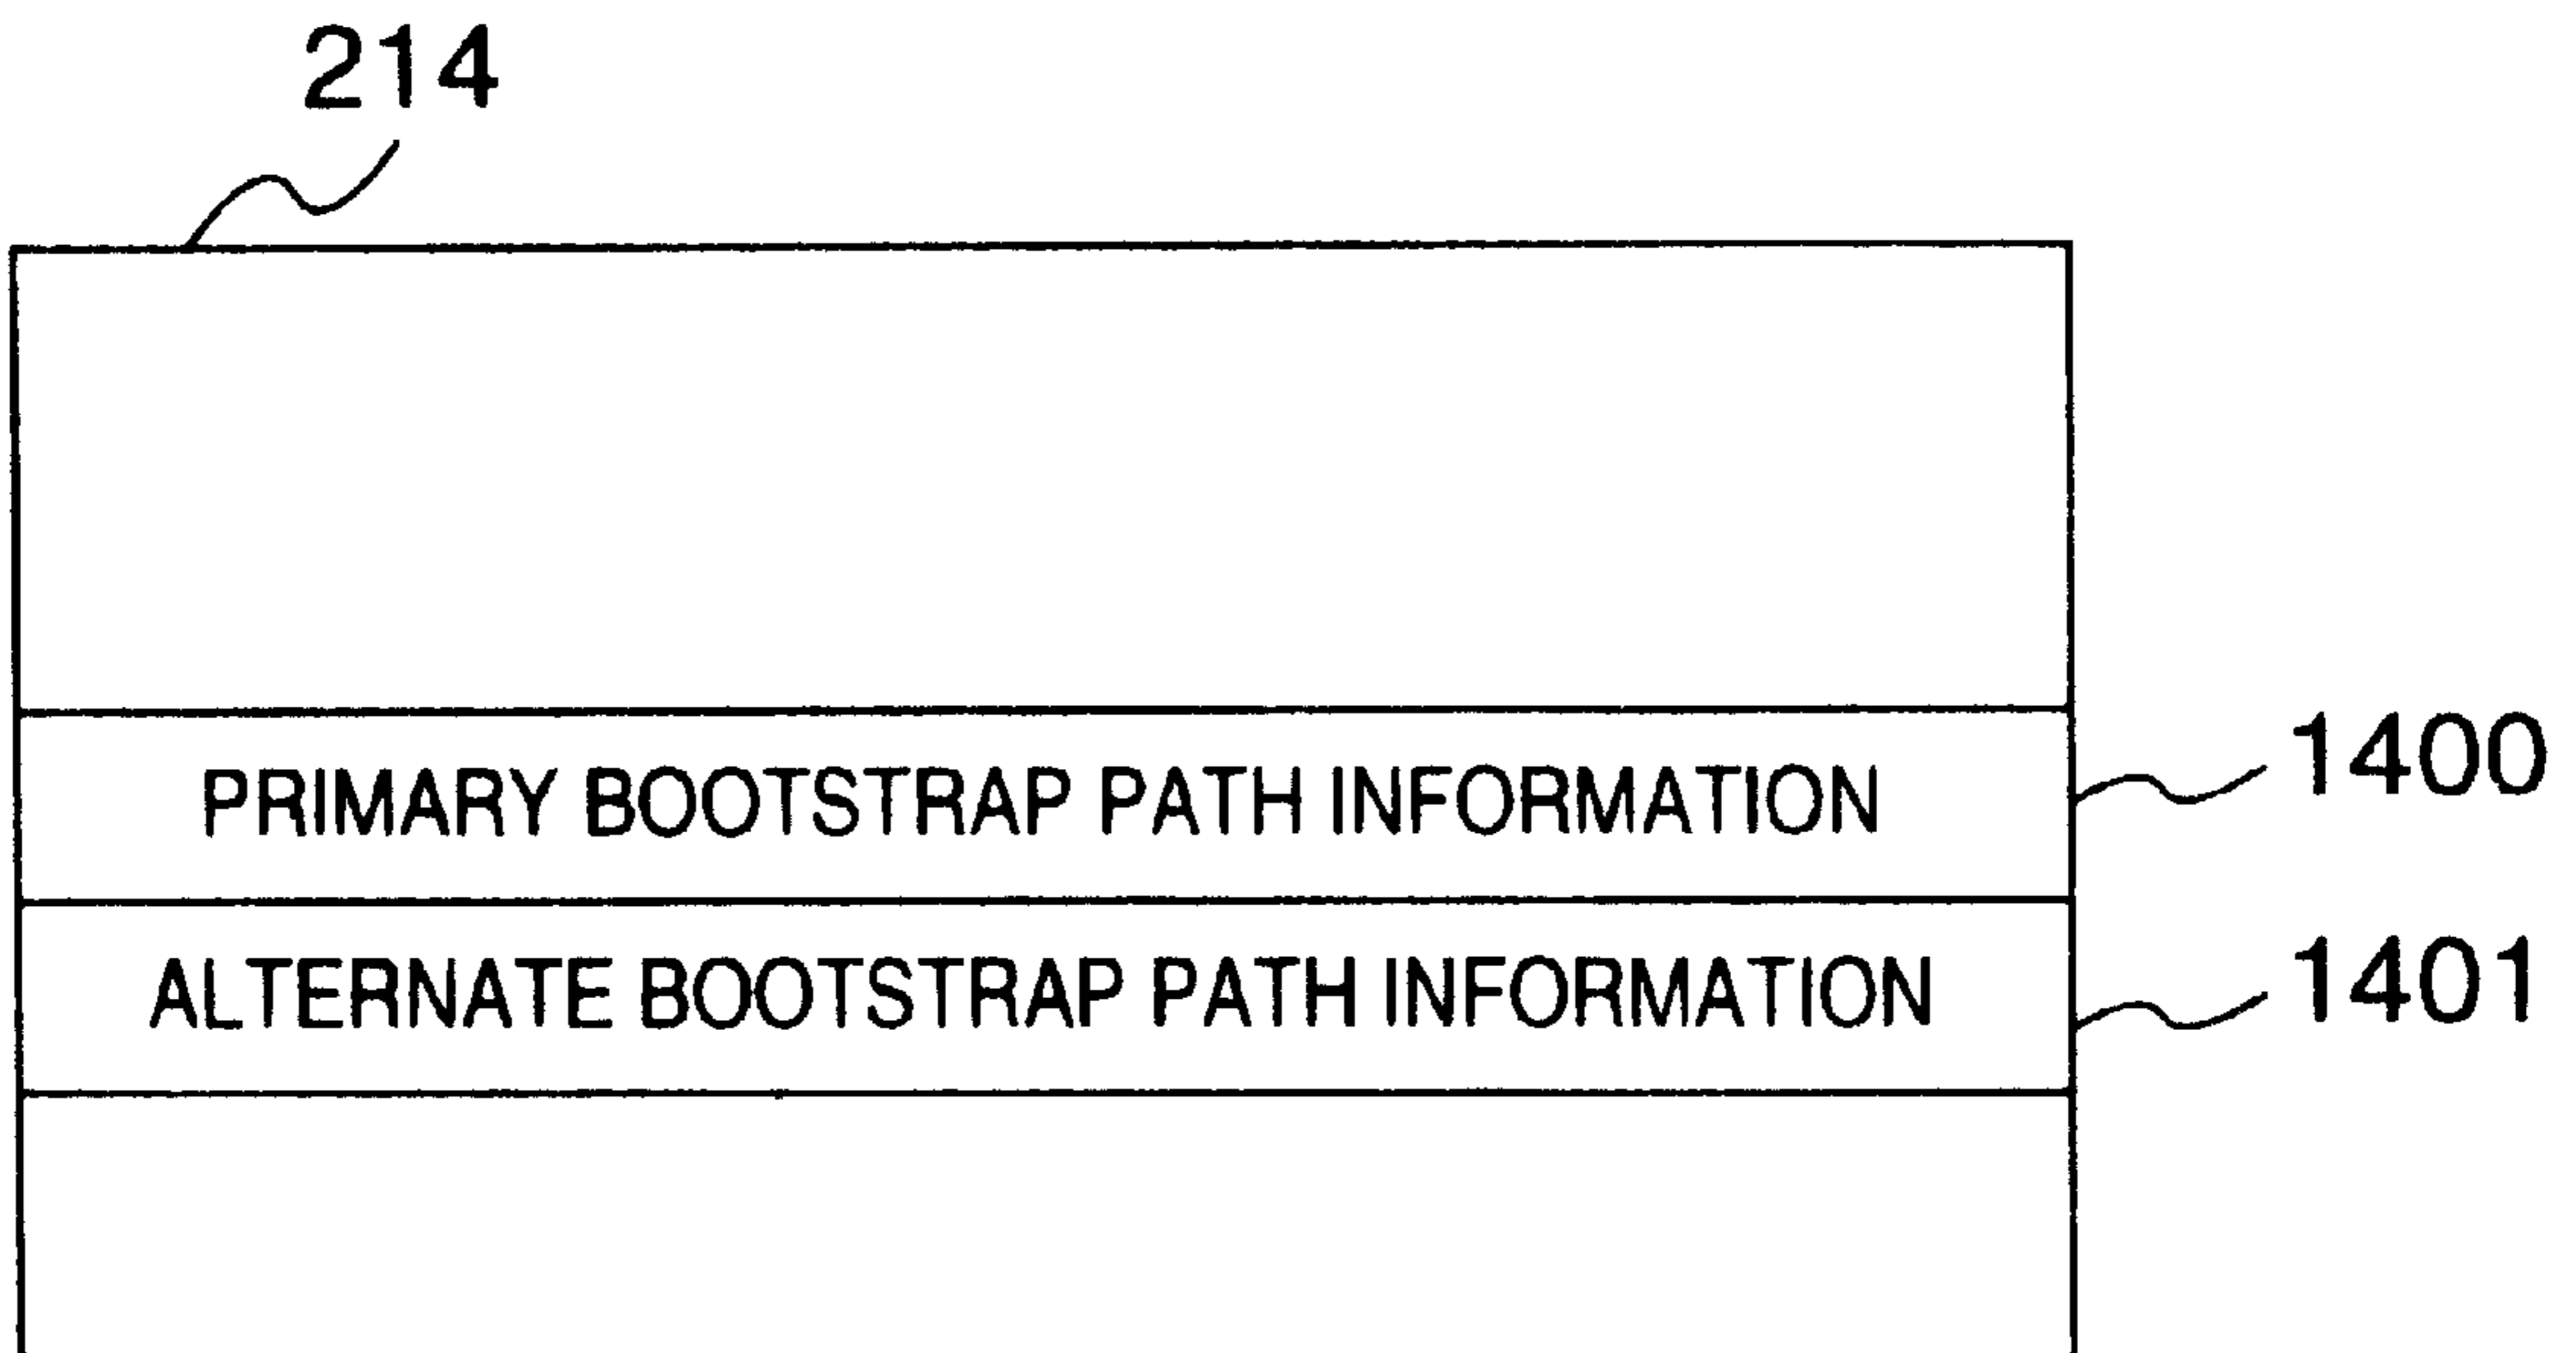 214
PRIMARY BOOTSTRAP PATH INFORMATION
1400
ALTERNATE BOOTSTRAP PATH INFORMATION
1401